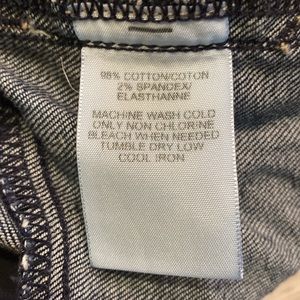 98% COTTON/COTON
2% SPANDEX/
ELASTHANNE
MACHINE WASH COLD
ONLY NON CHLORINE
BLEACH WHEN NEEDED
TUMBLE DRY LOW
COOL IRON